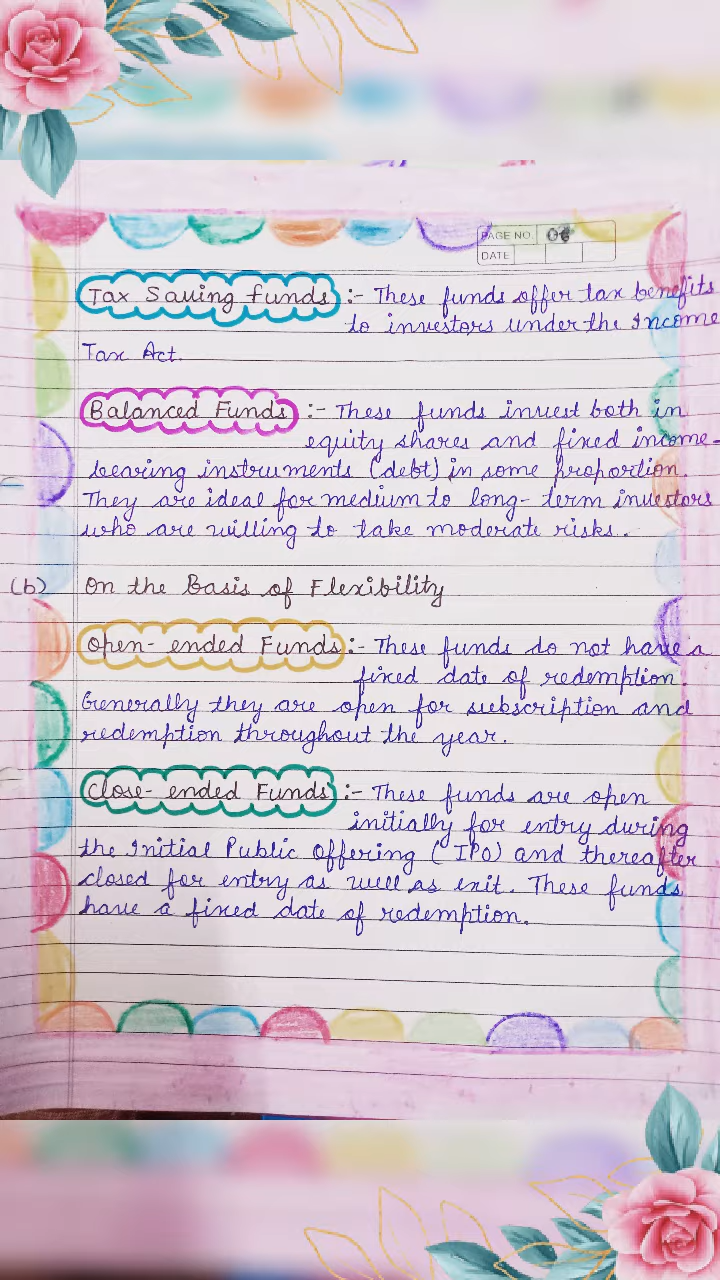 PAGE NO.
DATE
Tax Saving funds :- These funds offer tax benefits
to investors under the Income
Tax Act.
Balanced Funds :- These funds invest both in
equity shares and fixed income-
bearing instruments (debt) in some proportion.
They are ideal for medium to long- term investors
who are willing to take moderate risks.
(b) On the Basis of Flexibility
Open- ended Funds :- These funds do not have a
fixed date of redemption.
Generally they are open for subscription and
redemption throughout the year.
Close- ended Funds :- These funds are open
initially for entry during
the Initial Public Offering (IPO) and thereafter
closed for entry as well as exit. These funds
have a fixed date of redemption.